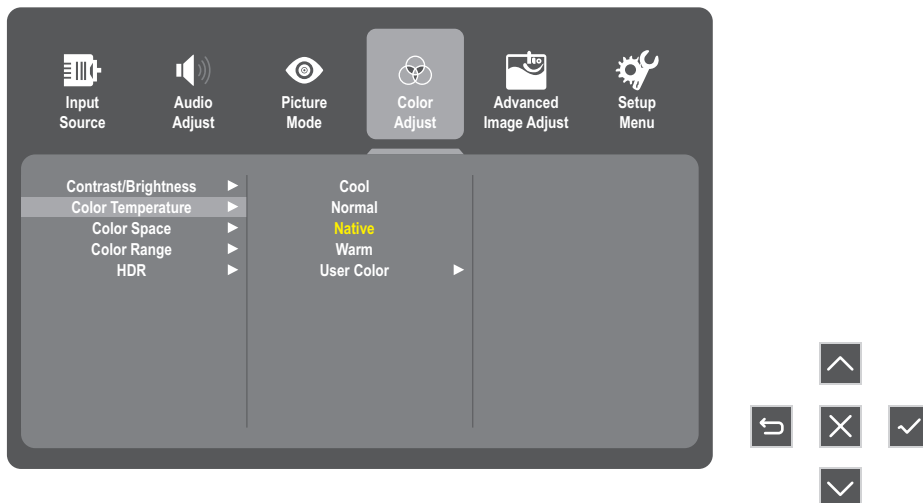 Input
Source
Audio
Adjust
Picture
Mode
Color
Adjust
Advanced
Image Adjust
Setup
Menu
Contrast/Brightness
Color Temperature
Color Space
Color Range
HDR
Cool
Normal
Native
Warm
User Color